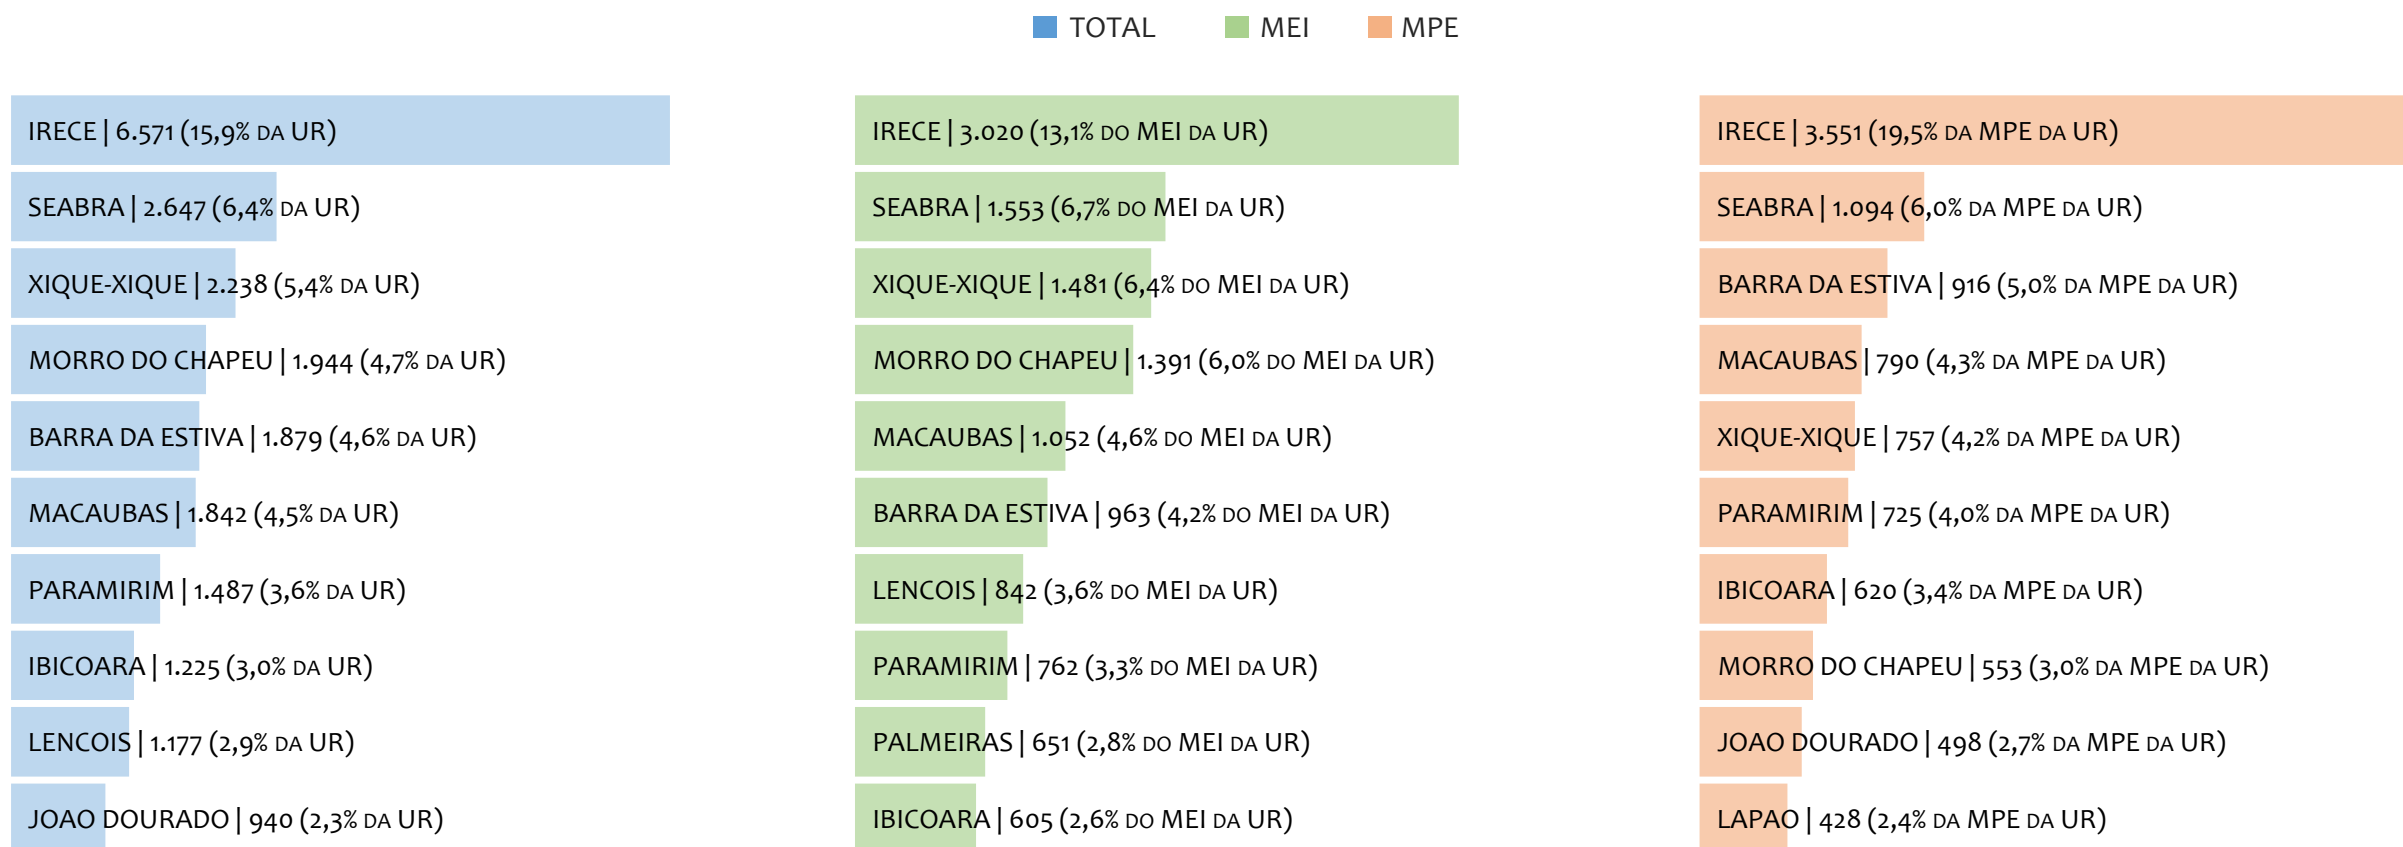 TOTAL MEI MPE
IRECE | 6.571 (15,9% DA UR)
SEABRA | 2.647 (6,4% DA UR)
XIQUE-XIQUE | 2.238 (5,4% DA UR)
MORRO DO CHAPEU | 1.944 (4,7% DA UR)
BARRA DA ESTIVA | 1.879 (4,6% DA UR)
MACAUBAS | 1.842 (4,5% DA UR)
PARAMIRIM | 1.487 (3,6% DA UR)
IBICOARA | 1.225 (3,0% DA UR)
LENCOIS | 1.177 (2,9% DA UR)
JOAO DOURADO | 940 (2,3% DA UR)
IRECE | 3.020 (13,1% DO MEI DA UR)
SEABRA | 1.553 (6,7% DO MEI DA UR)
XIQUE-XIQUE | 1.481 (6,4% DO MEI DA UR)
MORRO DO CHAPEU | 1.391 (6,0% DO MEI DA UR)
MACAUBAS | 1.052 (4,6% DO MEI DA UR)
BARRA DA ESTIVA | 963 (4,2% DO MEI DA UR)
LENCOIS | 842 (3,6% DO MEI DA UR)
PARAMIRIM | 762 (3,3% DO MEI DA UR)
PALMEIRAS | 651 (2,8% DO MEI DA UR)
IBICOARA | 605 (2,6% DO MEI DA UR)
IRECE | 3.551 (19,5% DA MPE DA UR)
SEABRA | 1.094 (6,0% DA MPE DA UR)
BARRA DA ESTIVA | 916 (5,0% DA MPE DA UR)
MACAUBAS | 790 (4,3% DA MPE DA UR)
XIQUE-XIQUE | 757 (4,2% DA MPE DA UR)
PARAMIRIM | 725 (4,0% DA MPE DA UR)
IBICOARA | 620 (3,4% DA MPE DA UR)
MORRO DO CHAPEU | 553 (3,0% DA MPE DA UR)
JOAO DOURADO | 498 (2,7% DA MPE DA UR)
LAPAO | 428 (2,4% DA MPE DA UR)